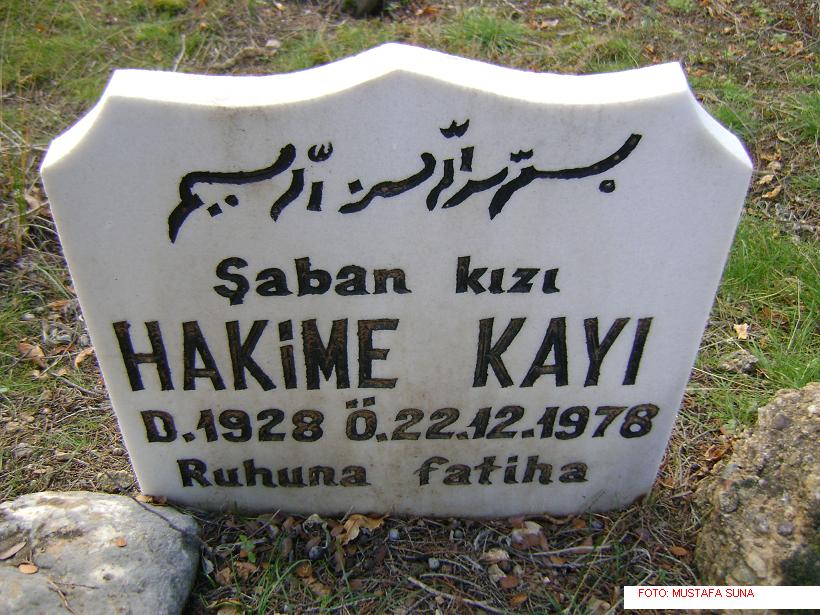 بسم الله الرحمن الرحيم
Şaban kızı
HAKiME KAYI
D.1928 Ö.22.12.1978
Ruhuna fatiha
FOTO: MUSTAFA SUNA